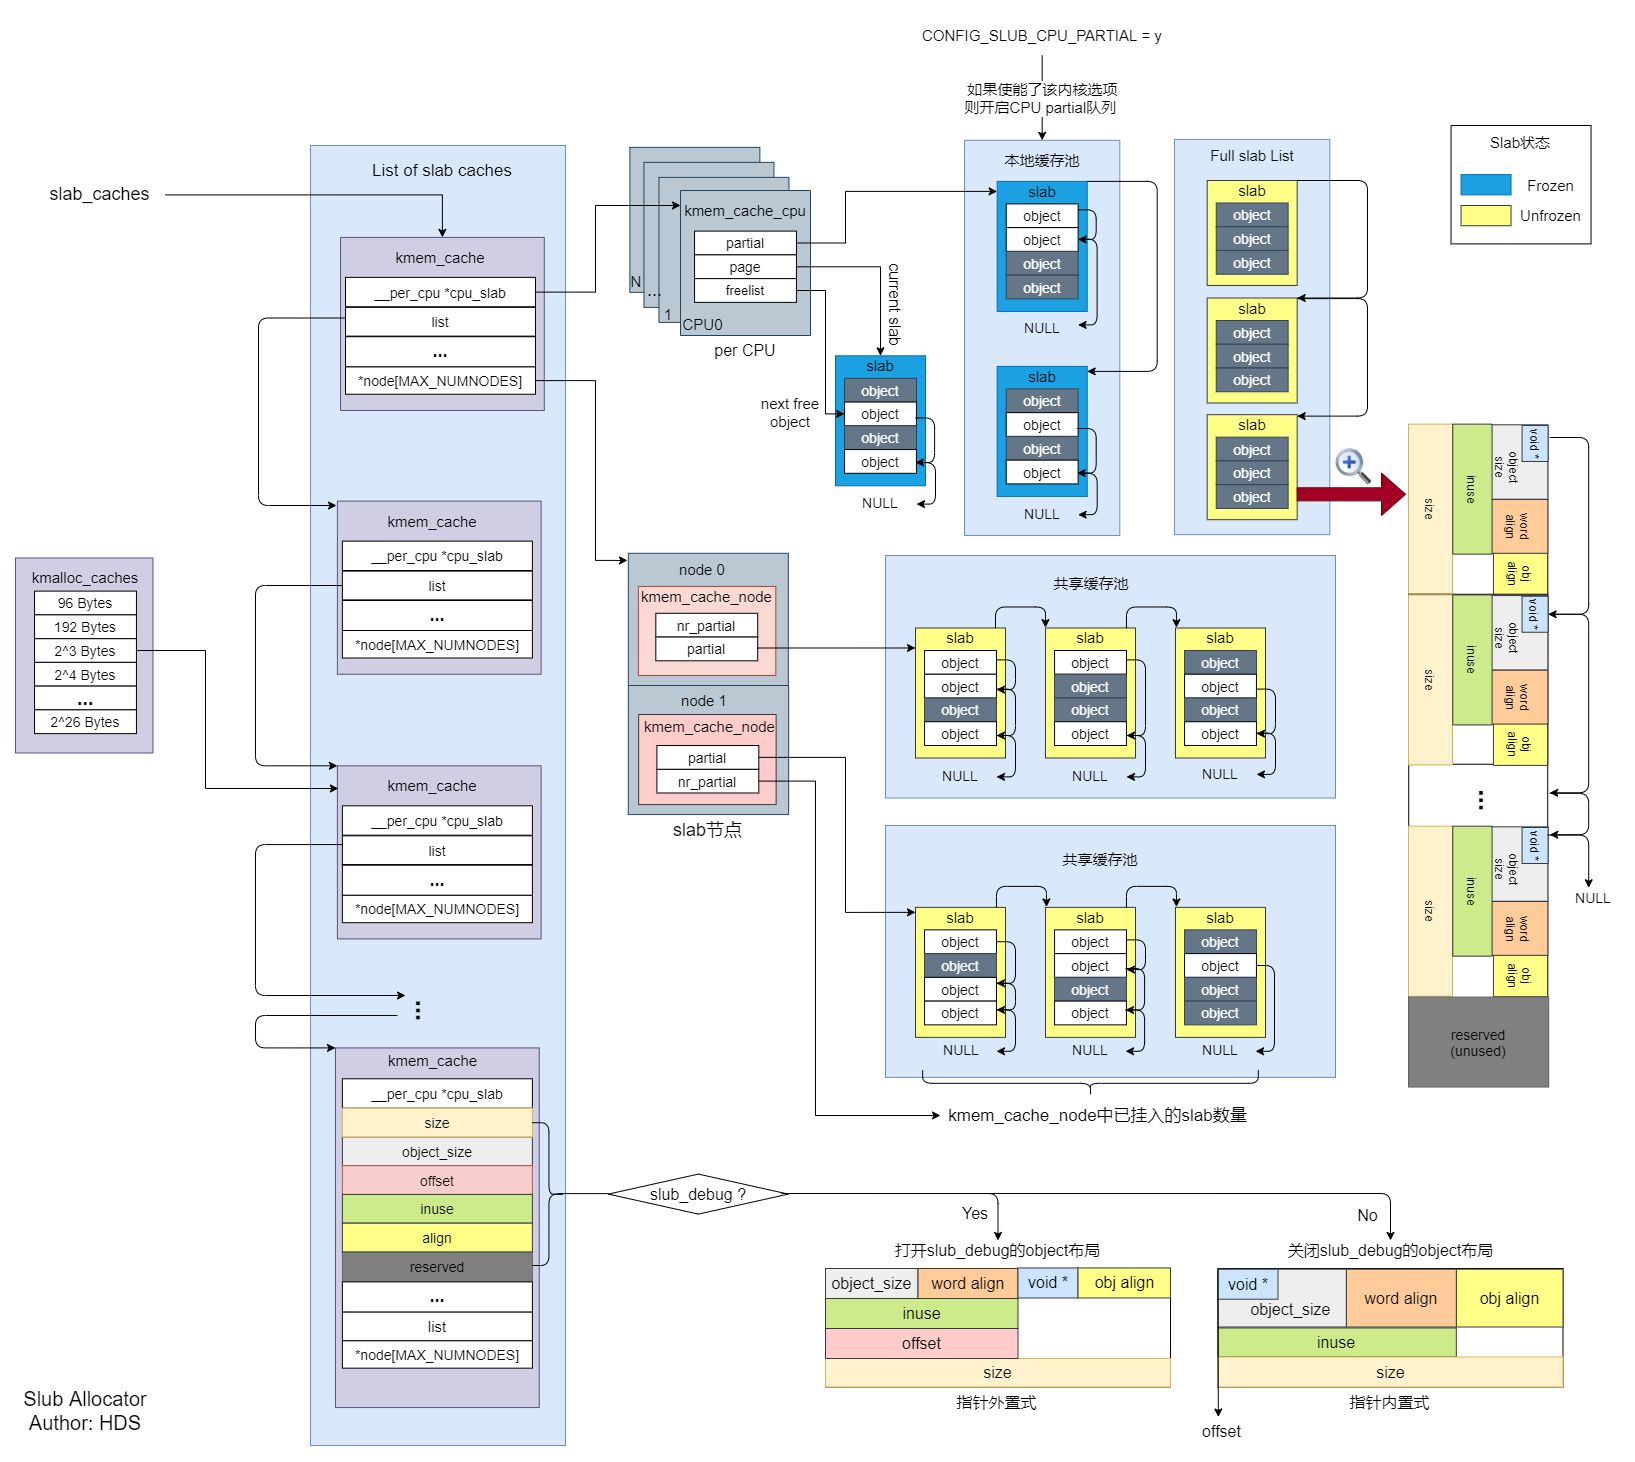 CONFIG_SLUB_CPU_PARTIAL = y
如果使能了该内核选项
则开启CPU partial队列
slab_caches
List of slab caches
kmem_cache
__per_cpu *cpu_slab
list
...
*node[MAX_NUMNODES]
kmem_cache
__per_cpu *cpu_slab
list
...
*node[MAX_NUMNODES]
kmem_cache
__per_cpu *cpu_slab
list
...
*node[MAX_NUMNODES]
...
kmem_cache
__per_cpu *cpu_slab
size
object_size
offset
inuse
align
reserved
...
list
*node[MAX_NUMNODES]
kmalloc_caches
96 Bytes
192 Bytes
2^3 Bytes
2^4 Bytes
...
2^26 Bytes
kmem_cache_cpu
partial
page
freelist
N
...
1
CPU0
per CPU
current slab
next free
object
slab
object
object
object
object
NULL
本地缓存池
slab
object
object
object
object
NULL
slab
object
object
object
object
NULL
Full slab List
slab
object
object
object
slab
object
object
object
slab
object
object
object
Slab状态
Frozen
Unfrozen
size
inuse
object
size
void *
word
align
obj
align
size
inuse
object
size
void *
word
align
obj
align
...
size
inuse
object
size
void *
word
align
obj
align
NULL
reserved
(unused)
node 0
kmem_cache_node
nr_partial
partial
node 1
kmem_cache_node
partial
nr_partial
slab节点
共享缓存池
slab
object
object
object
object
NULL
slab
object
object
object
object
NULL
slab
object
object
object
object
NULL
共享缓存池
slab
object
object
object
object
NULL
slab
object
object
object
object
NULL
slab
object
object
object
object
NULL
kmem_cache_node中已挂入的slab数量
slub_debug ?
Yes
No
打开slub_debug的object布局
object_size
word align
void *
obj align
inuse
offset
size
指针外置式
关闭slub_debug的object布局
void *
object_size
word align
obj align
inuse
size
指针内置式
offset
Slub Allocator
Author: HDS